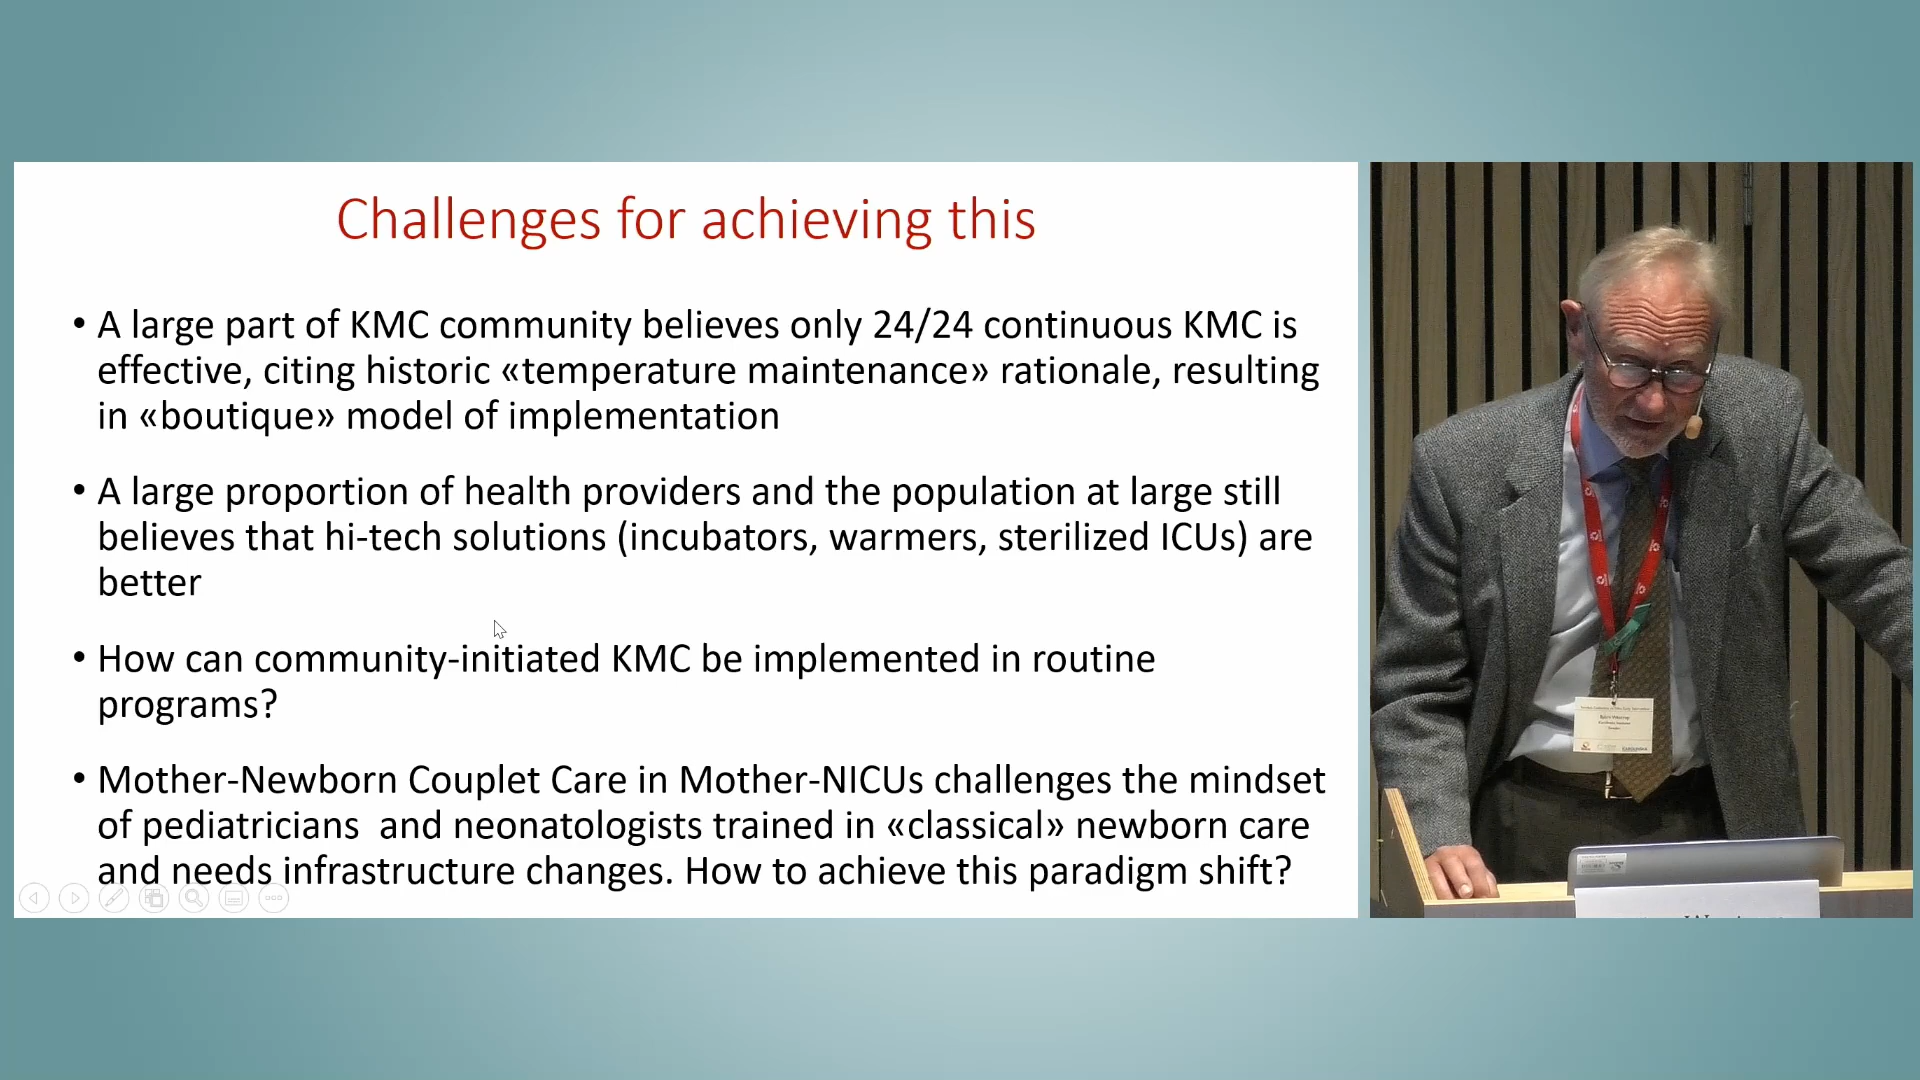 Challenges for achieving this
• A large part of KMC community believes only 24/24 continuous KMC is
effective, citing historic «temperature maintenance» rationale, resulting
in «boutique» model of implementation
• A large proportion of health providers and the population at large still
believes that hi-tech solutions (incubators, warmers, sterilized ICUs) are
better
• How can community-initiated KMC be implemented in routine
programs?
• Mother-Newborn Couplet Care in Mother-NICUs challenges the mindset
of pediatricians  and neonatologists trained in «classical» newborn care
and needs infrastructure changes. How to achieve this paradigm shift?